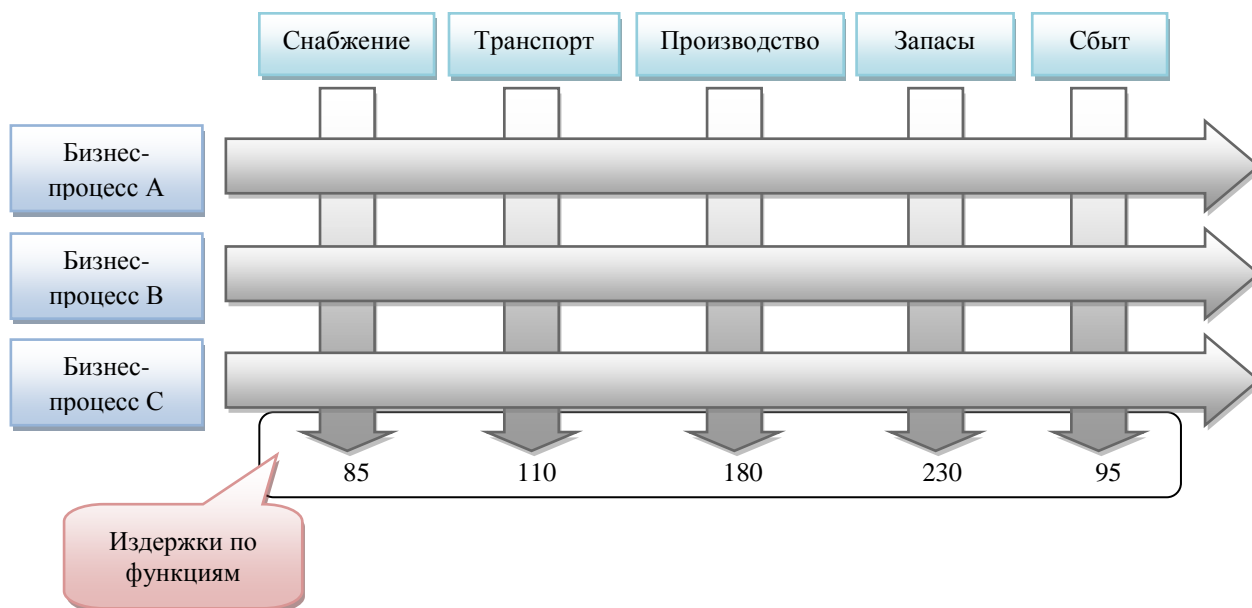 Снабжение
Транспорт
Производство
Запасы
Сбыт
Бизнес-
процесс А
Бизнес-
процесс В
Бизнес-
процесс С
85
110
180
230
95
Издержки по
функциям